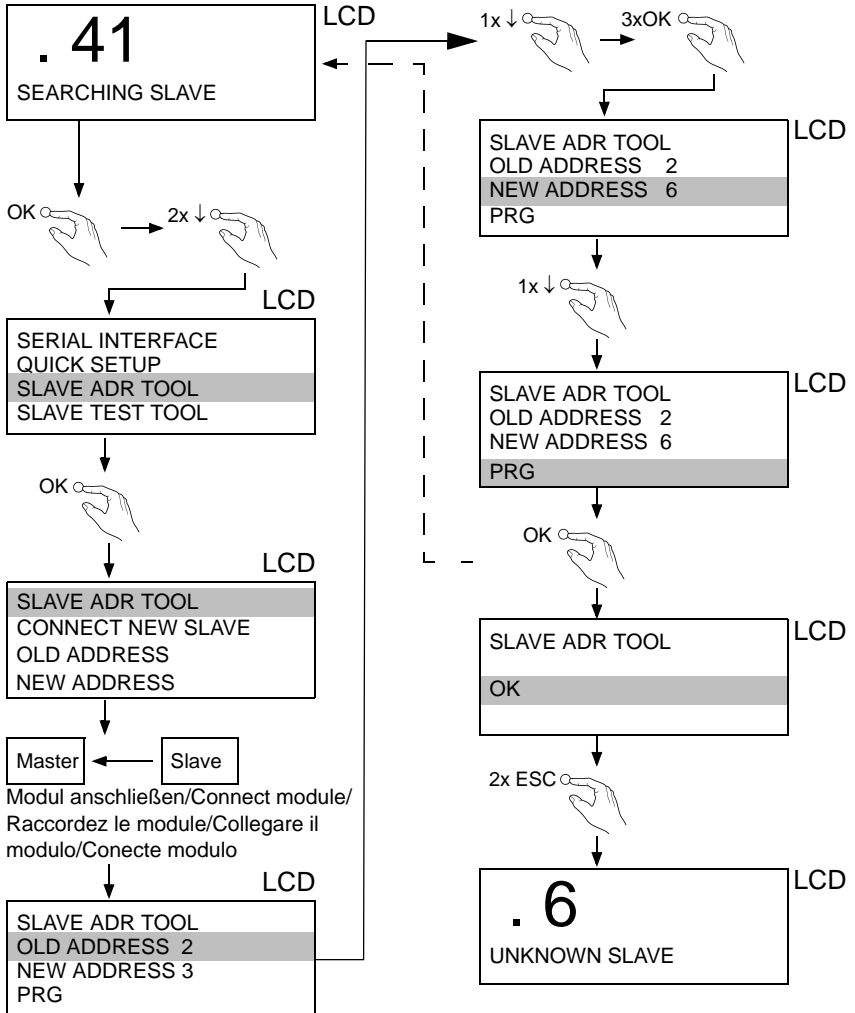 LCD
. 41
SEARCHING SLAVE
OK
2x ↓
LCD
SERIAL INTERFACE
QUICK SETUP
SLAVE ADR TOOL
SLAVE TEST TOOL
OK
LCD
SLAVE ADR TOOL
CONNECT NEW SLAVE
OLD ADDRESS
NEW ADDRESS
Master
Slave
Modul anschließen/Connect module/
Raccordez le module/Collegare il
modulo/Conecte modulo
LCD
SLAVE ADR TOOL
OLD ADDRESS 2
NEW ADDRESS 3
PRG
1x ↓
3xOK
LCD
SLAVE ADR TOOL
OLD ADDRESS 2
NEW ADDRESS 6
PRG
1x ↓
LCD
SLAVE ADR TOOL
OLD ADDRESS 2
NEW ADDRESS 6
PRG
OK
LCD
SLAVE ADR TOOL
OK
2x ESC
LCD
. 6
UNKNOWN SLAVE